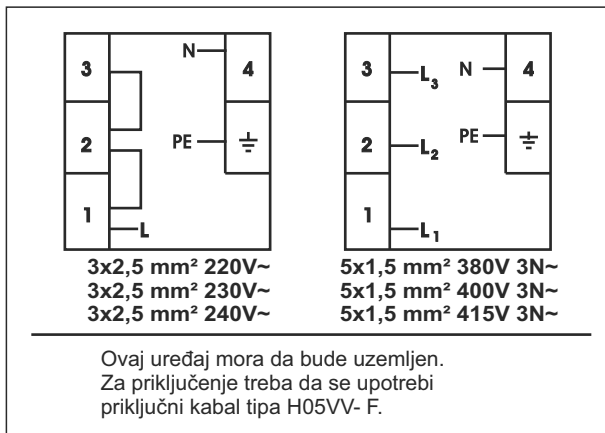 3
N
4
2
PE
1
L
3x2,5 mm² 220V~
3x2,5 mm² 230V~
3x2,5 mm² 240V~
3
L3
N
4
2
L2
PE
1
L1
5x1,5 mm² 380V 3N~
5x1,5 mm² 400V 3N~
5x1,5 mm² 415V 3N~
Ovaj uređaj mora da bude uzemljen.
Za priključenje treba da se upotrebi
priključni kabal tipa H05VV- F.